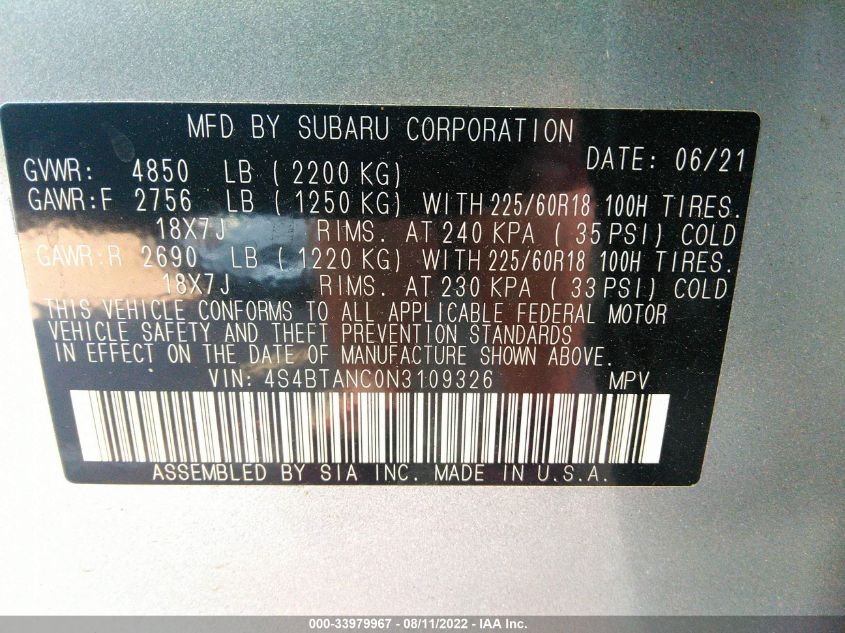 MFD BY SUBARU CORPORATION
GVWR: 4850 LB ( 2200 KG) DATE: 06/21
GAWR:F 2756 LB ( 1250 KG) WITH 225/60R18 100H TIRES.
18X7J RIMS. AT 240 KPA ( 35 PSI) COLD
GAWR:R 2690 LB ( 1220 KG) WITH 225/60R18 100H TIRES.
18X7J RIMS. AT 230 KPA ( 33 PSI) COLD
THIS VEHICLE CONFORMS TO ALL APPLICABLE FEDERAL MOTOR
VEHICLE SAFETY AND THEFT PREVENTION STANDARDS
IN EFFECT ON THE DATE OF MANUFACTURE SHOWN ABOVE.
VIN: 4S4BTANC0N3109326 MPV
ASSEMBLED BY SIA INC. MADE IN U.S.A.
000-33979967 - 08/11/2022 - IAA Inc.